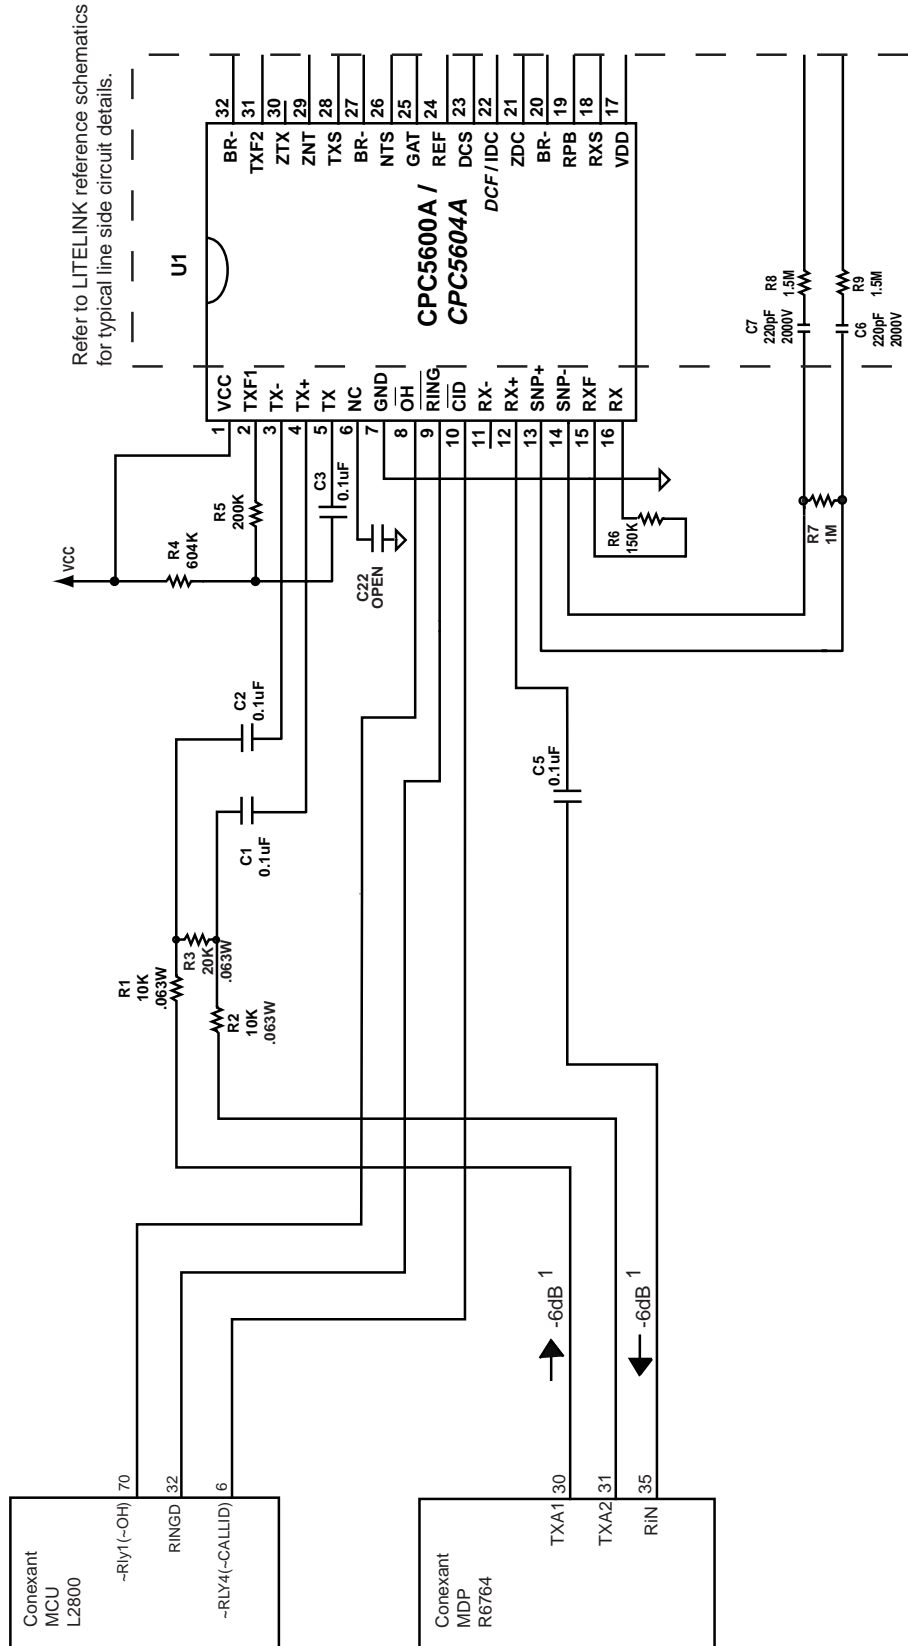 Refer to LITELINK reference schematics
for typical line side circuit details.
U1
CPC5600A /
CPC5604A
32
31
30
29
28
27
26
25
24
23
22
21
20
19
18
17
BR-
TXF2
ZTX
ZNT
TXS
BR-
NTS
GAT
REF
DCS
DCF / IDC
ZDC
BR-
RPB
RXS
VDD
VCC
TXF1
TX-
TX+
TX
NC
GND
OH
RING
CID
RX-
RX+
SNP+
SNP-
RXF
RX
1
2
3
4
5
6
7
8
9
10
11
12
13
14
15
16
C7
220pF
2000V
R8
1.5M
R9
1.5M
C6
220pF
2000V
R7
1M
VCC
R4
604K
R5
200K
C3
0.1uF
C22
OPEN
R6
150K
C2
0.1uF
C1
0.1uF
C5
0.1uF
R1
10K
.063W
R3
20K
.063W
R2
10K
.063W
-6dB 1
-6dB 1
Conexant
MCU
L2800
~Rly1(~OH)
70
RINGD
32
~RLY4(~CALLID)
6
Conexant
MDP
R6764
TXA1
30
TXA2
31
RiN
35